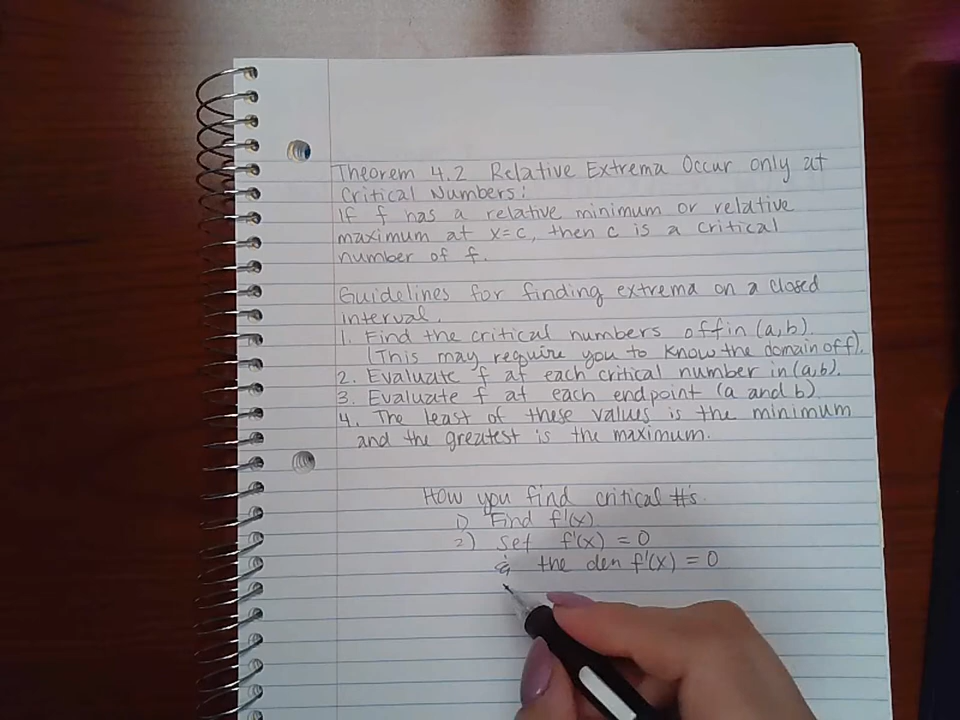 Theorem 4.2 Relative Extrema Occur only at
Critical Numbers:
If f has a relative minimum or relative
maximum at x=c, then c is a critical
number of f.
Guidelines for finding extrema on a closed
interval.
1. Find the critical numbers of f in (a,b).
(This may require you to know the domain of f).
2. Evaluate f at each critical number in (a,b).
3. Evaluate f at each endpoint (a and b)
4. The least of these values is the minimum
and the greatest is the maximum.
How you find critical #'s.
1) Find f'(x)
2) Set f'(x) = 0
& the den f'(x) = 0